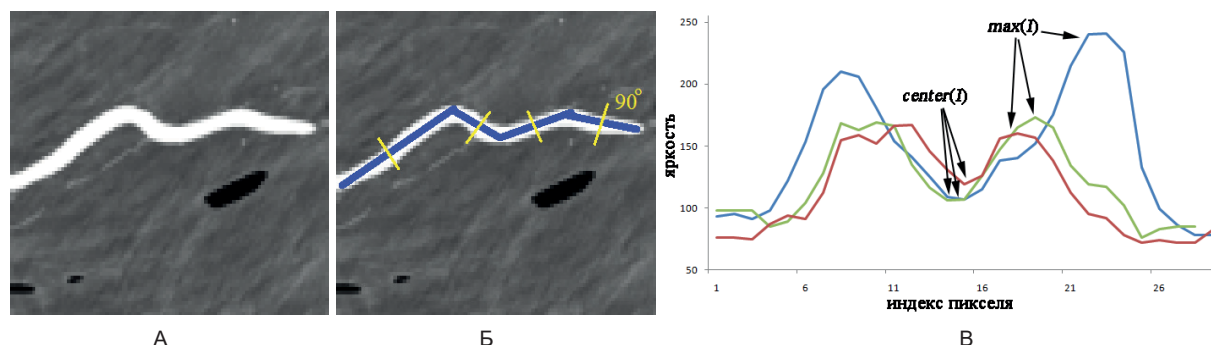 90°
А
Б
250
200
150
100
50
яркость
max(I)
center(I)
1 6 11 16 21 26
индекс пикселя
В